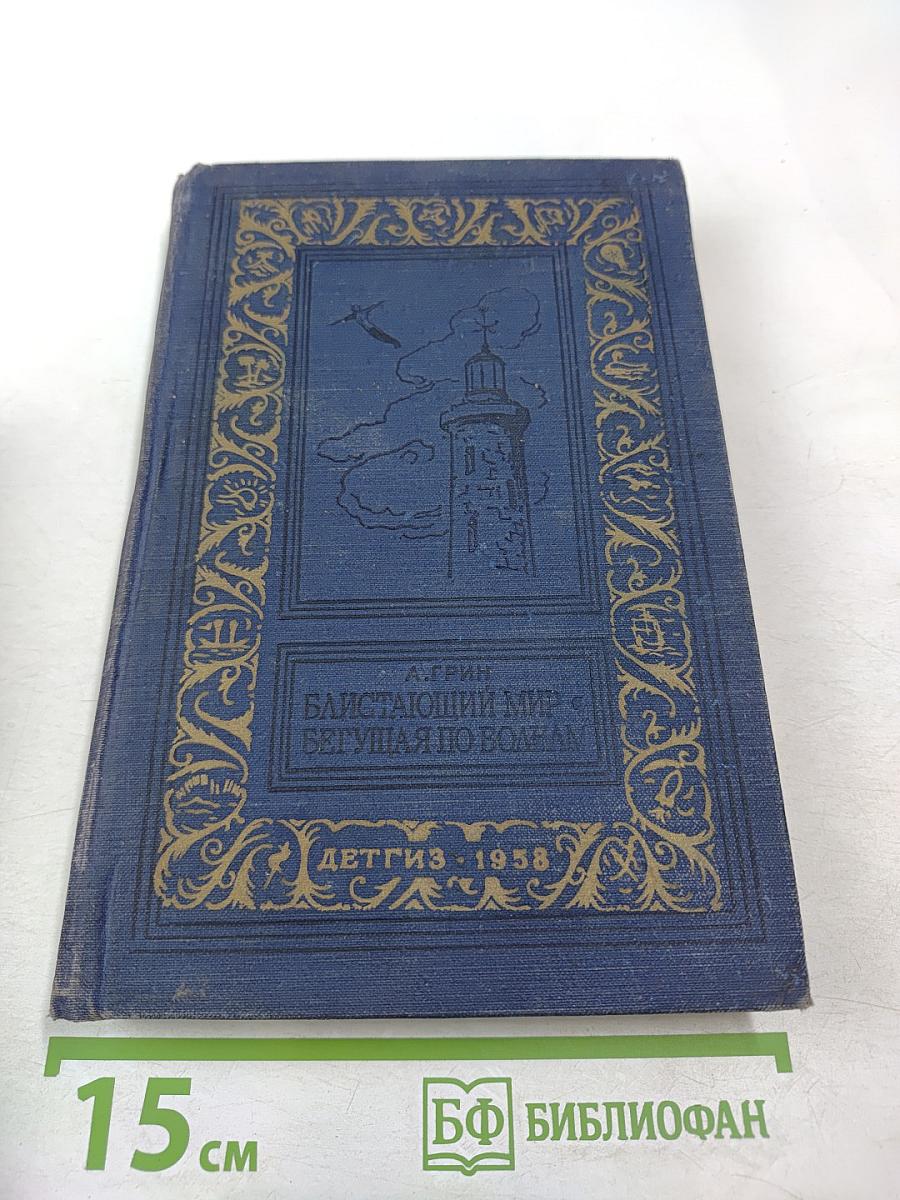 А. ГРИН
БЛИСТАЮЩИЙ МИР •
БЕГУЩАЯ ПО ВОЛНАМ
ДЕТГИЗ • 1958
15 см
БФ БИБЛИОФАН